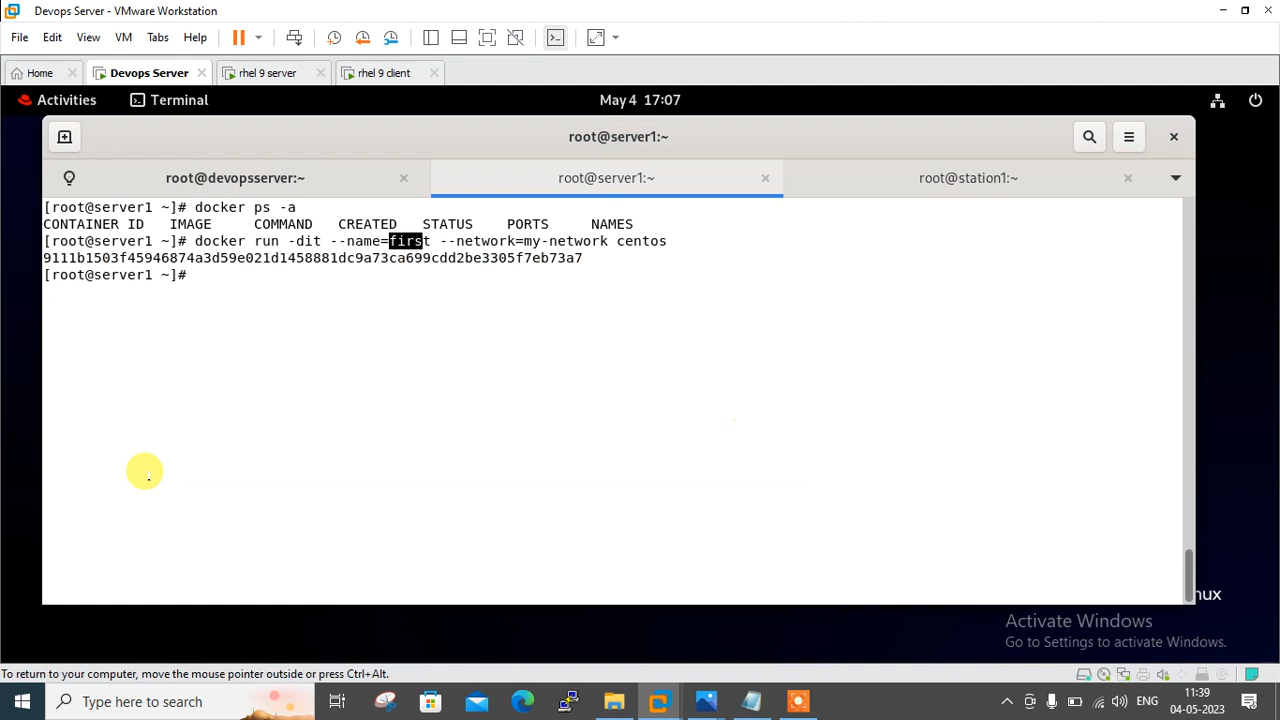 Devops Server - VMware Workstation
File Edit View VM Tabs Help
Home Devops Server rhel 9 server rhel 9 client
Activities Terminal May 4 17:07
root@server1:~
root@devopsserver:~ root@server1:~ root@station1:~
[root@server1 ~]# docker ps -a
CONTAINER ID IMAGE COMMAND CREATED STATUS PORTS NAMES
[root@server1 ~]# docker run -dit --name=first --network=my-network centos
9111b1503f45946874a3d59e021d1458881dc9a73ca699cdd2be3305f7eb73a7
[root@server1 ~]#
nux
Activate Windows
Go to Settings to activate Windows.
To return to your computer, move the mouse pointer outside or press Ctrl+Alt.
Type here to search
ENG
11:39
04-05-2023